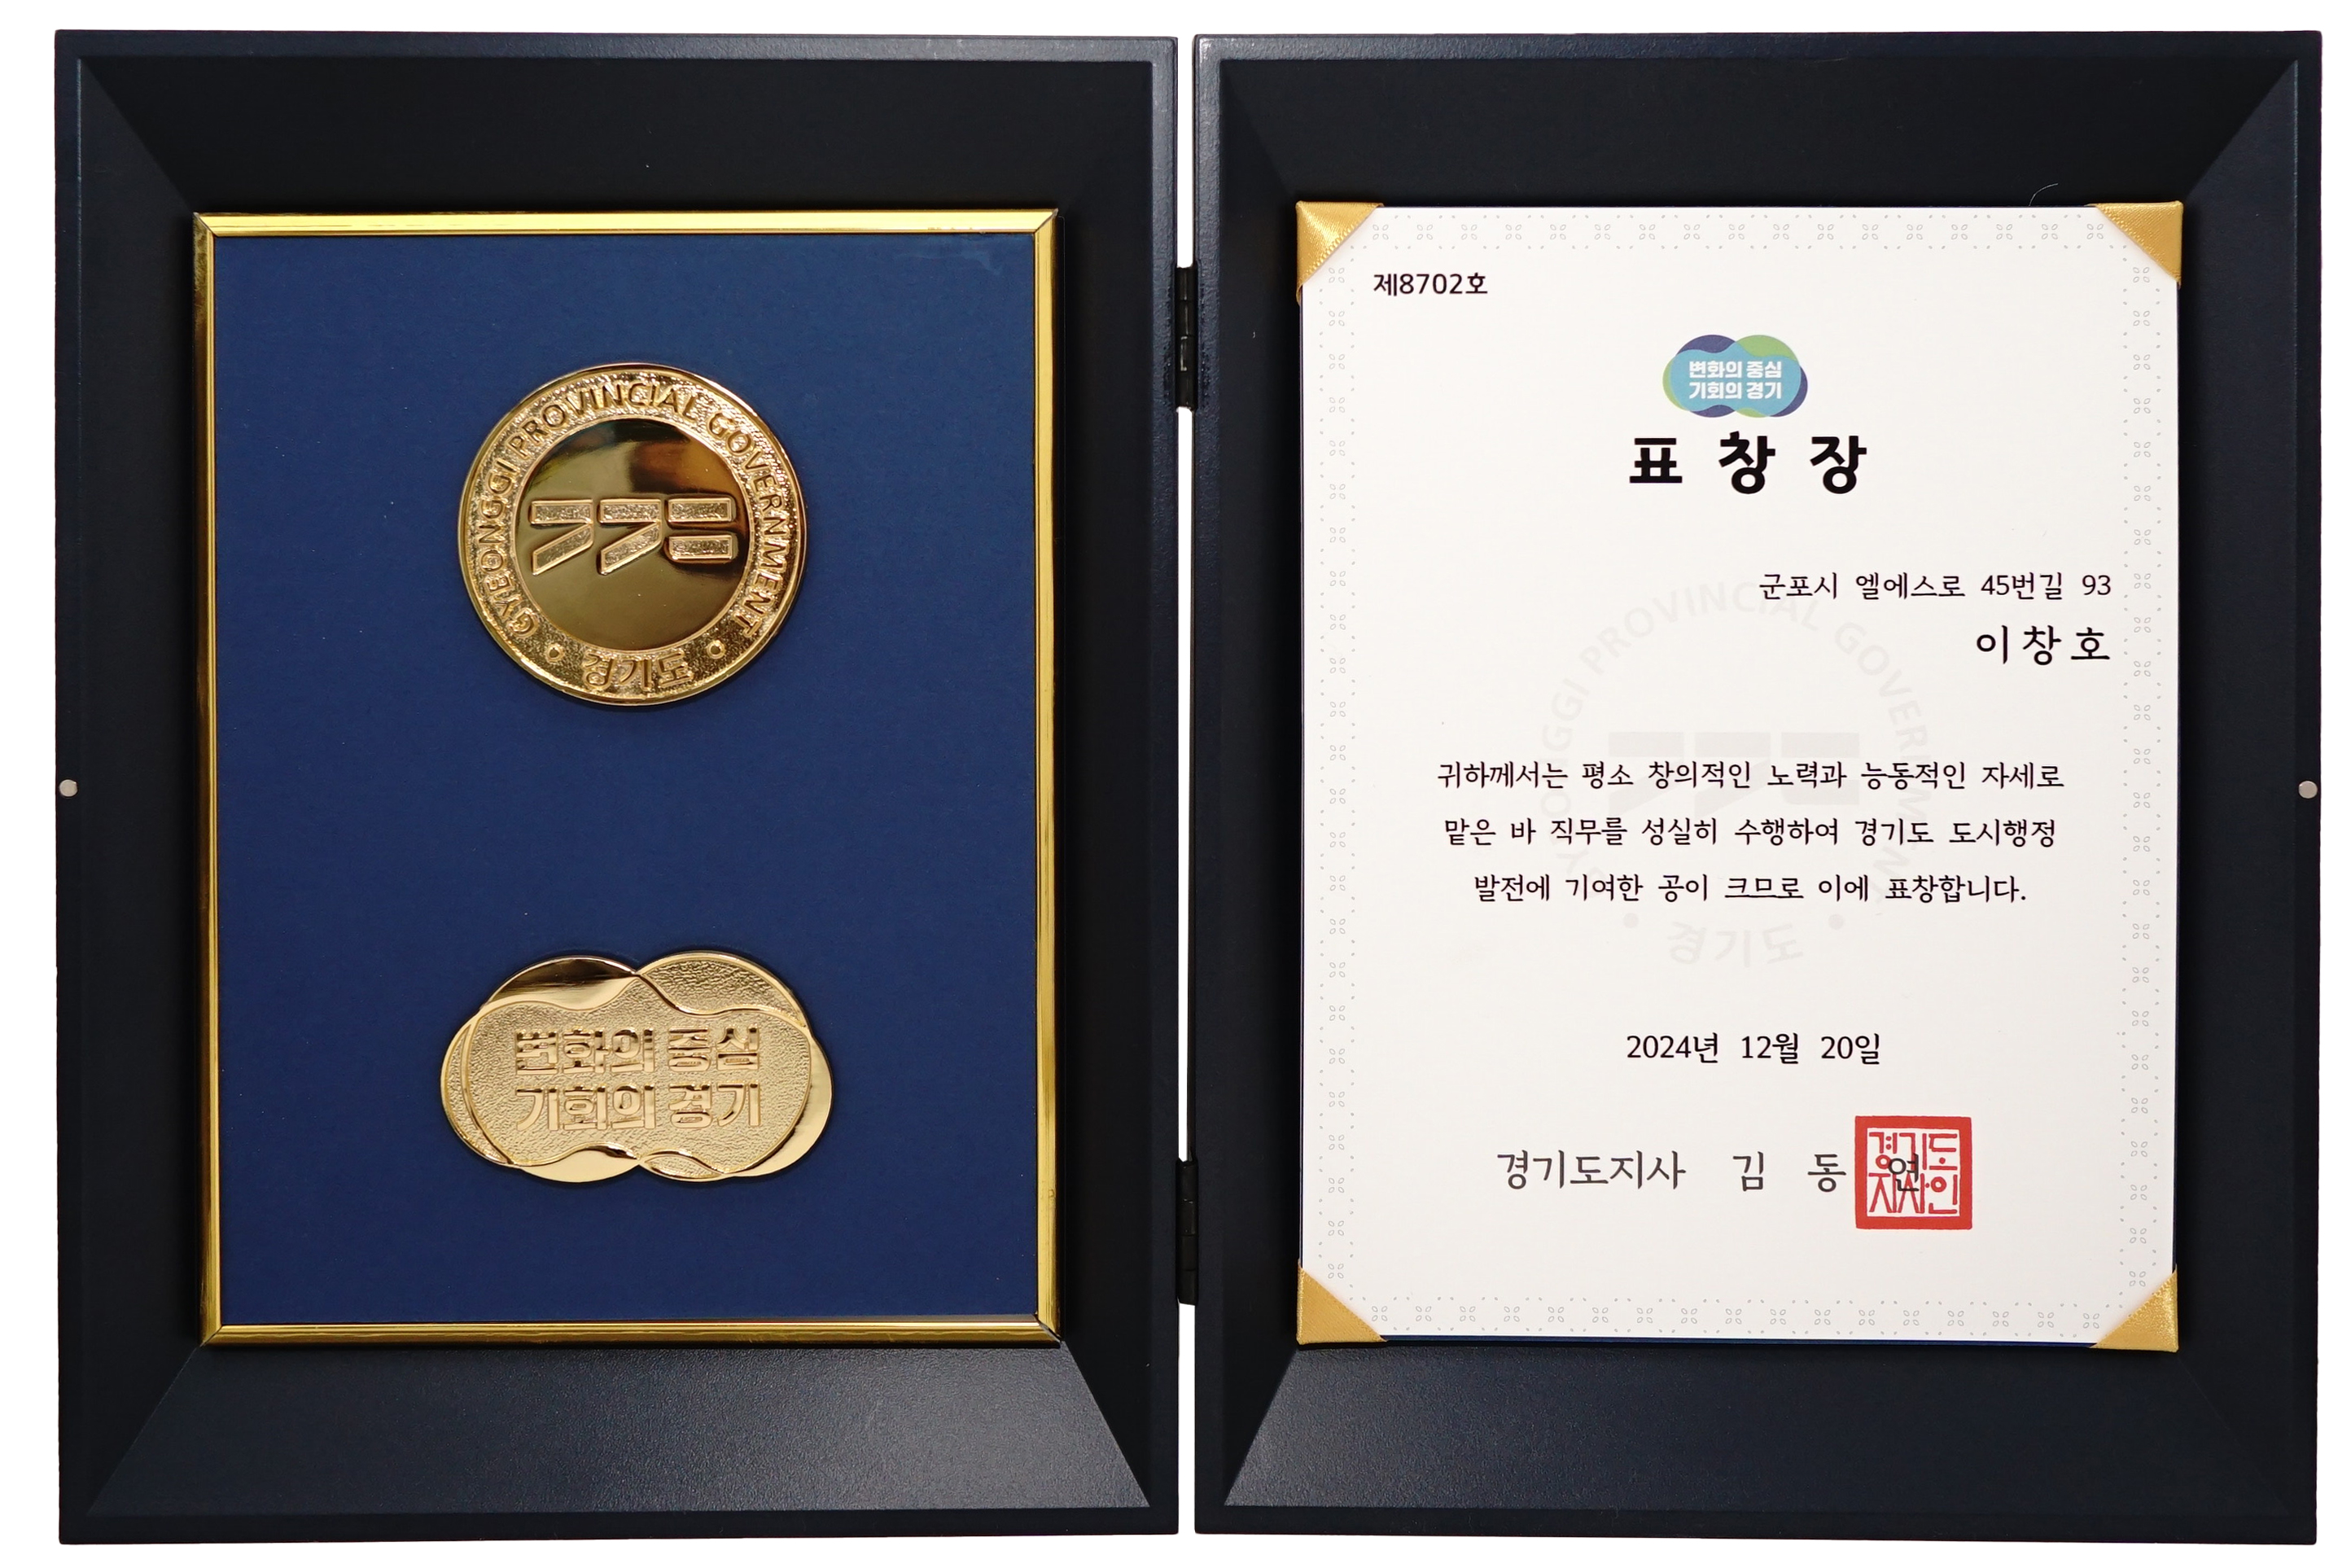 GYEONGGI PROVINCIAL GOVERNMENT
경기도
변화의 중심
기회의 경기
제8702호
변화의 중심
기회의 경기
표 창 장
군포시 엘에스로 45번길 93
이창호
귀하께서는 평소 창의적인 노력과 능동적인 자세로
맡은 바 직무를 성실히 수행하여 경기도 도시행정
발전에 기여한 공이 크므로 이에 표창합니다.
GYEONGGI PROVINCIAL GOVERNMENT
경기도
2024년 12월 20일
경기도지사 김 동 연
경기도
지사인